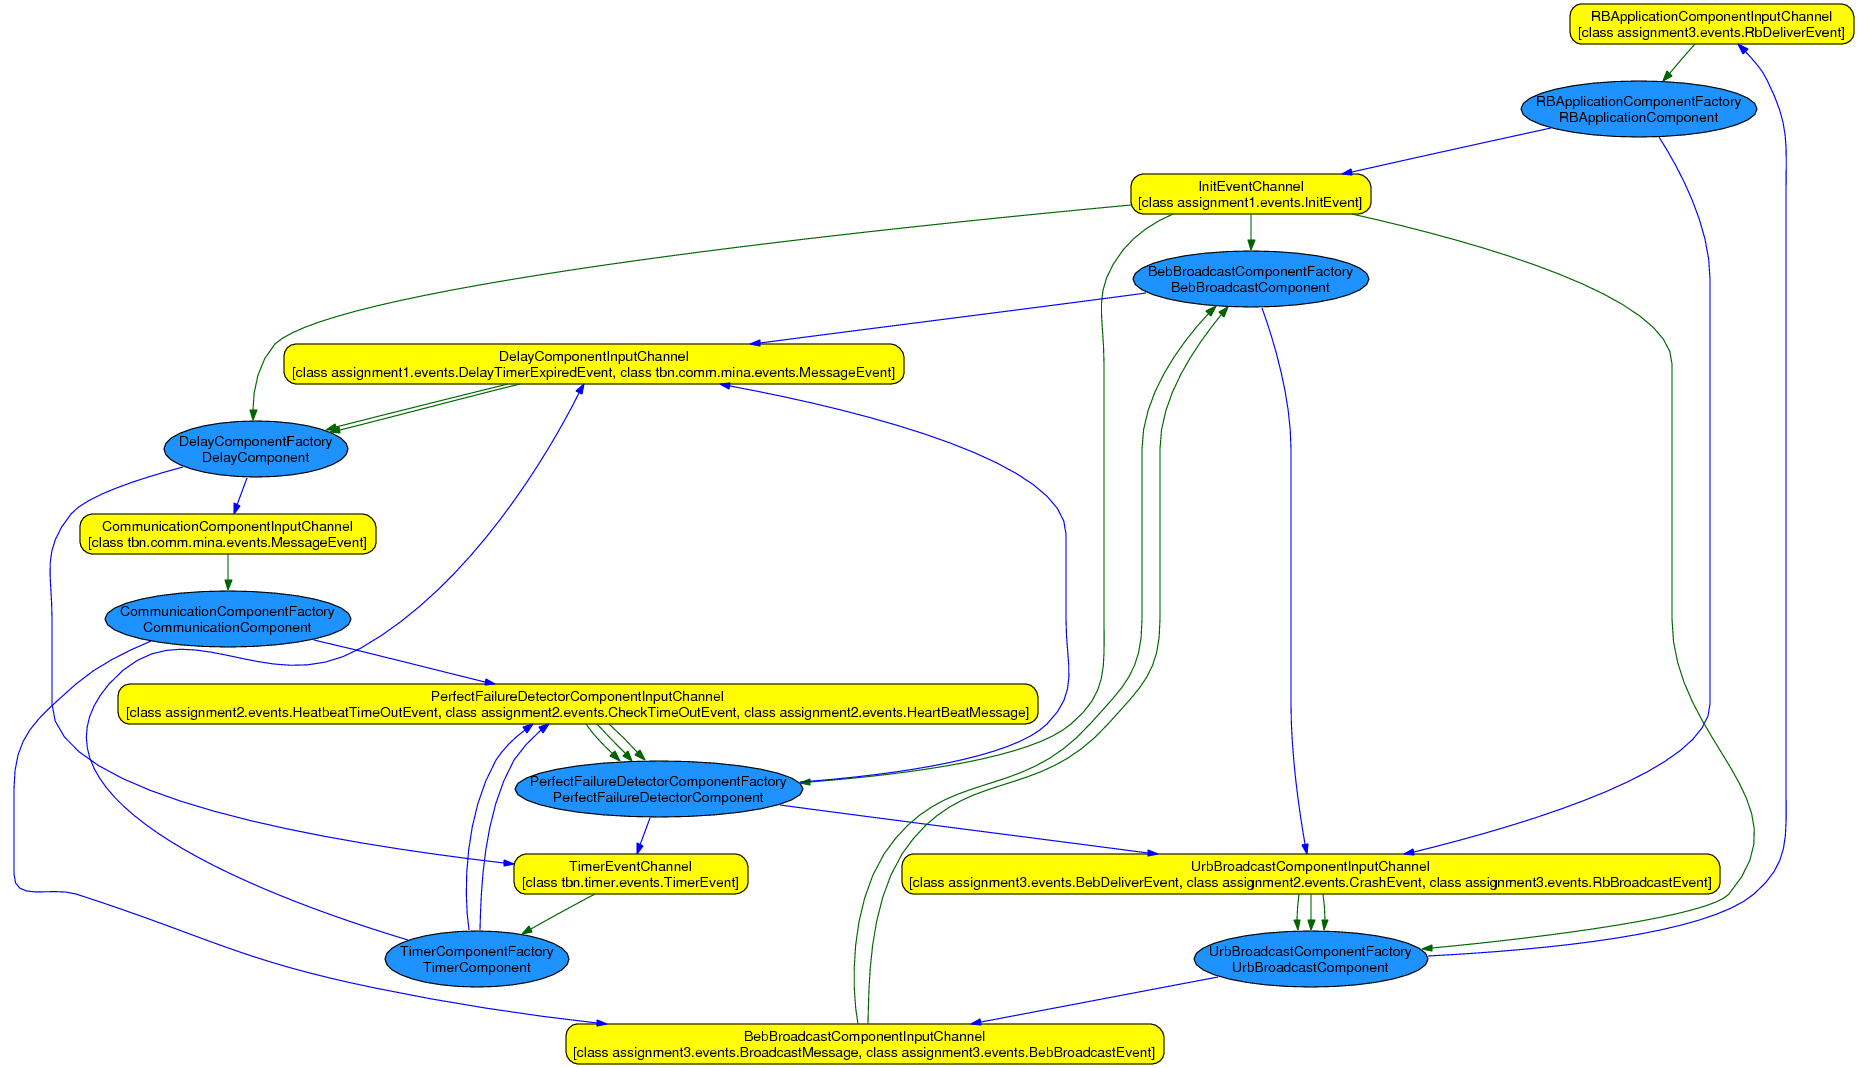 RBApplicationComponentInputChannel
[class assignment3.events.RbDeliverEvent]
RBApplicationComponentFactory
RBApplicationComponent
InitEventChannel
[class assignment1.events.InitEvent]
BebBroadcastComponentFactory
BebBroadcastComponent
DelayComponentInputChannel
[class assignment1.events.DelayTimerExpiredEvent, class tbn.comm.mina.events.MessageEvent]
DelayComponentFactory
DelayComponent
CommunicationComponentInputChannel
[class tbn.comm.mina.events.MessageEvent]
CommunicationComponentFactory
CommunicationComponent
PerfectFailureDetectorComponentInputChannel
[class assignment2.events.HeatbeatTimeOutEvent, class assignment2.events.CheckTimeOutEvent, class assignment2.events.HeartBeatMessage]
PerfectFailureDetectorComponentFactory
PerfectFailureDetectorComponent
TimerEventChannel
[class tbn.timer.events.TimerEvent]
UrbBroadcastComponentInputChannel
[class assignment3.events.BebDeliverEvent, class assignment2.events.CrashEvent, class assignment3.events.RbBroadcastEvent]
TimerComponentFactory
TimerComponent
UrbBroadcastComponentFactory
UrbBroadcastComponent
BebBroadcastComponentInputChannel
[class assignment3.events.BroadcastMessage, class assignment3.events.BebBroadcastEvent]